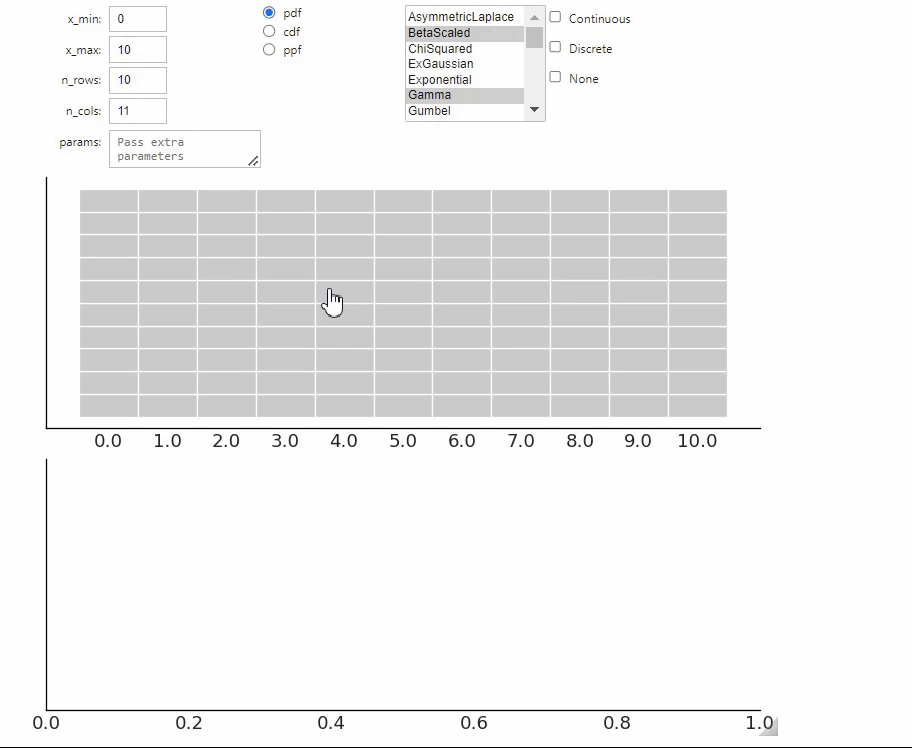 x_min: 0
x_max: 10
n_rows: 10
n_cols: 11
params: Pass extra
parameters
pdf
cdf
ppf
AsymmetricLaplace
BetaScaled
ChiSquared
ExGaussian
Exponential
Gamma
Gumbel
Continuous
Discrete
None
0.0 1.0 2.0 3.0 4.0 5.0 6.0 7.0 8.0 9.0 10.0
0.0 0.2 0.4 0.6 0.8 1.0